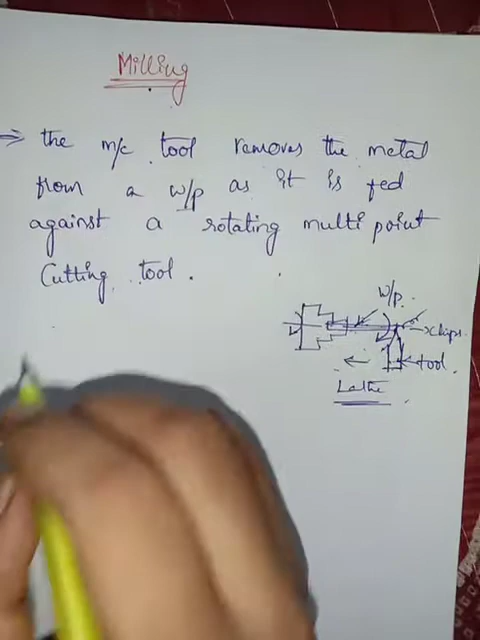 Milling
⇒ the m/c tool removes the metal
from a w/p as it is fed
against a rotating multi point
Cutting tool.
w/p.
→chips.
tool.
Lathe